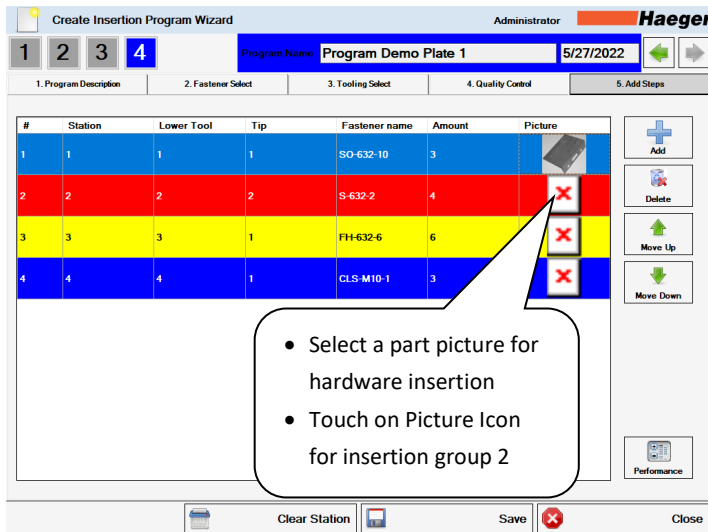 Create Insertion Program Wizard Administrator Haeger
1 2 3 4 Program Name Program Demo Plate 1 5/27/2022
1. Program Description 2. Fastener Select 3. Tooling Select 4. Quality Control 5. Add Steps
# Station Lower Tool Tip Fastener name Amount Picture
1 1 1 1 SO-632-10 3
2 2 2 2 S-632-2 4
3 3 3 1 FH-632-6 6
4 4 4 1 CLS-M10-1 3
Add
Delete
Move Up
Move Down
• Select a part picture for
hardware insertion
• Touch on Picture Icon
for insertion group 2
Performance
Clear Station Save Close